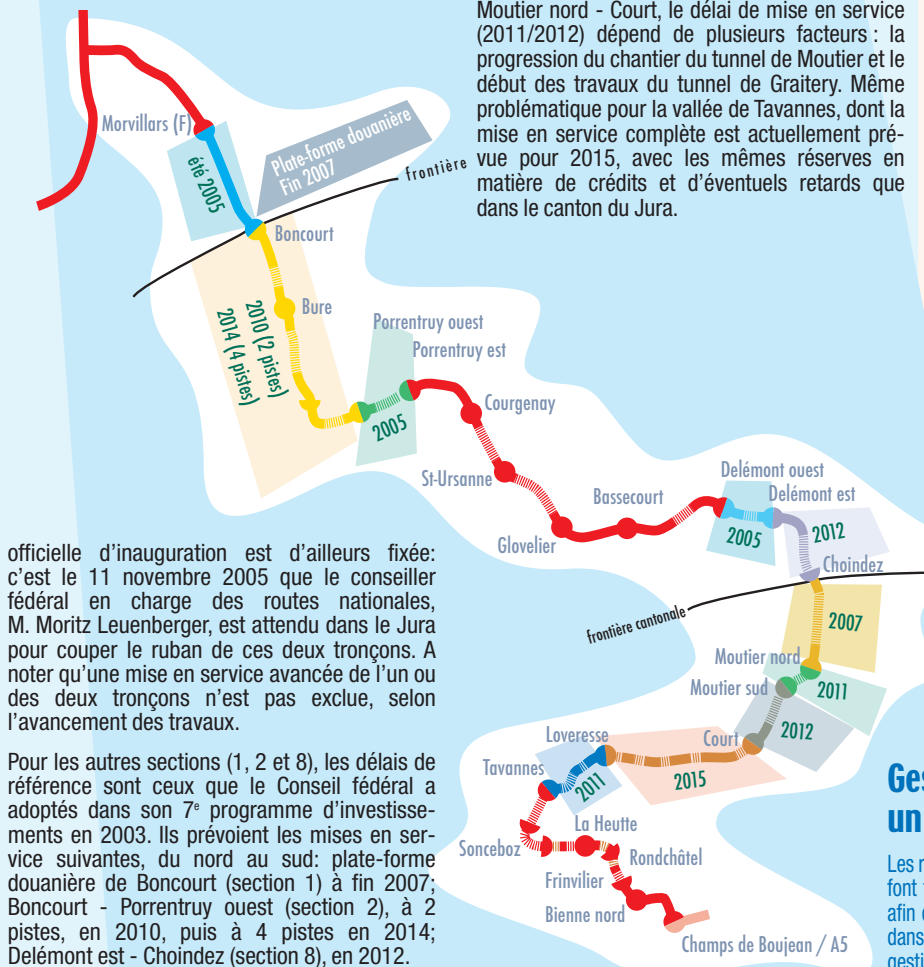 Moutier nord - Court, le délai de mise en service
(2011/2012) dépend de plusieurs facteurs : la
progression du chantier du tunnel de Moutier et le
début des travaux du tunnel de Graitery. Même
problématique pour la vallée de Tavannes, dont la
mise en service complète est actuellement pré-
vue pour 2015, avec les mêmes réserves en
matière de crédits et d'éventuels retards que
dans le canton du Jura.
Morvillars (F)
été 2005
Plate-forme douanière
Fin 2007
frontière
Boncourt
Bure
2010 (2 pistes)
2014 (4 pistes)
Porrentruy ouest
Porrentruy est
2005
Courgenay
St-Ursanne
Glovelier
Bassecourt
Delémont ouest
Delémont est
2005
2012
Choindez
frontière cantonale
2007
Moutier nord
Moutier sud
2011
2012
Court
Loveresse
2015
Tavannes
2011
La Heutte
Sonceboz
Rondchâtel
Frinvilier
Bienne nord
Champs de Boujean / A5
officielle d'inauguration est d'ailleurs fixée:
c'est le 11 novembre 2005 que le conseiller
fédéral en charge des routes nationales,
M. Moritz Leuenberger, est attendu dans le Jura
pour couper le ruban de ces deux tronçons. A
noter qu'une mise en service avancée de l'un ou
des deux tronçons n'est pas exclue, selon
l'avancement des travaux.
Pour les autres sections (1, 2 et 8), les délais de
référence sont ceux que le Conseil fédéral a
adoptés dans son 7e programme d'investisse-
ments en 2003. Ils prévoient les mises en ser-
vice suivantes, du nord au sud: plate-forme
douanière de Boncourt (section 1) à fin 2007;
Boncourt - Porrentruy ouest (section 2), à 2
pistes, en 2010, puis à 4 pistes en 2014;
Delémont est - Choindez (section 8), en 2012.
Ges
un
Les
font
afin
dans
gesti